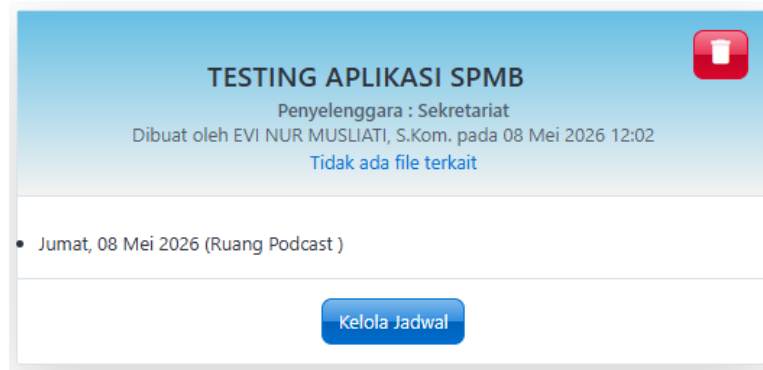 TESTING APLIKASI SPMB
Penyelenggara : Sekretariat
Dibuat oleh EVI NUR MUSLIATI, S.Kom. pada 08 Mei 2026 12:02
Tidak ada file terkait
• Jumat, 08 Mei 2026 (Ruang Podcast )
Kelola Jadwal